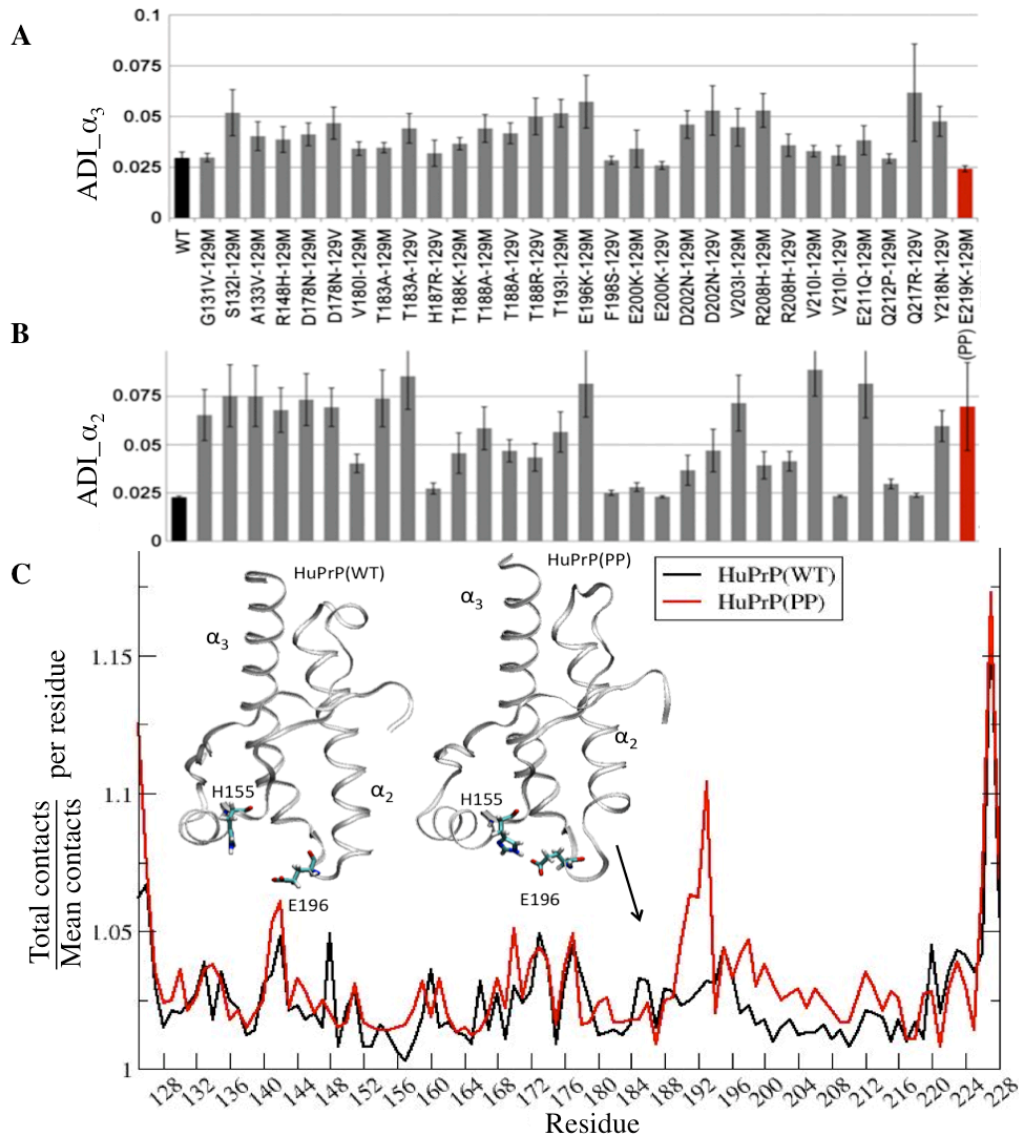 A
0.1
0.075
0.05
0.025
0
ADI_α3
WT
G131V-129M
S132I-129M
A133V-129M
R148H-129M
D178N-129M
D178N-129V
V180I-129M
T183A-129M
T183A-129V
H187R-129V
T188K-129M
T188A-129M
T188A-129V
T188R-129V
T193I-129M
E196K-129M
F198S-129V
E200K-129M
E200K-129V
D202N-129M
D202N-129V
V203I-129M
R208H-129M
R208H-129V
V210I-129M
V210I-129V
E211Q-129M
Q212P-129M
Q217R-129V
Y218N-129V
E219K-129M
(PP)
B
0.075
0.05
0.025
0
ADI_α2
C
HuPrP(WT)
HuPrP(PP)
HuPrP(WT)
HuPrP(PP)
α3
α3
α2
α2
H155
H155
E196
E196
1.15
1.1
1.05
1
Total contacts
Mean contacts
per residue
128 132 136 140 144 148 152 156 160 164 168 172 176 180 184 188 192 196 200 204 208 212 216 220 224 228
Residue